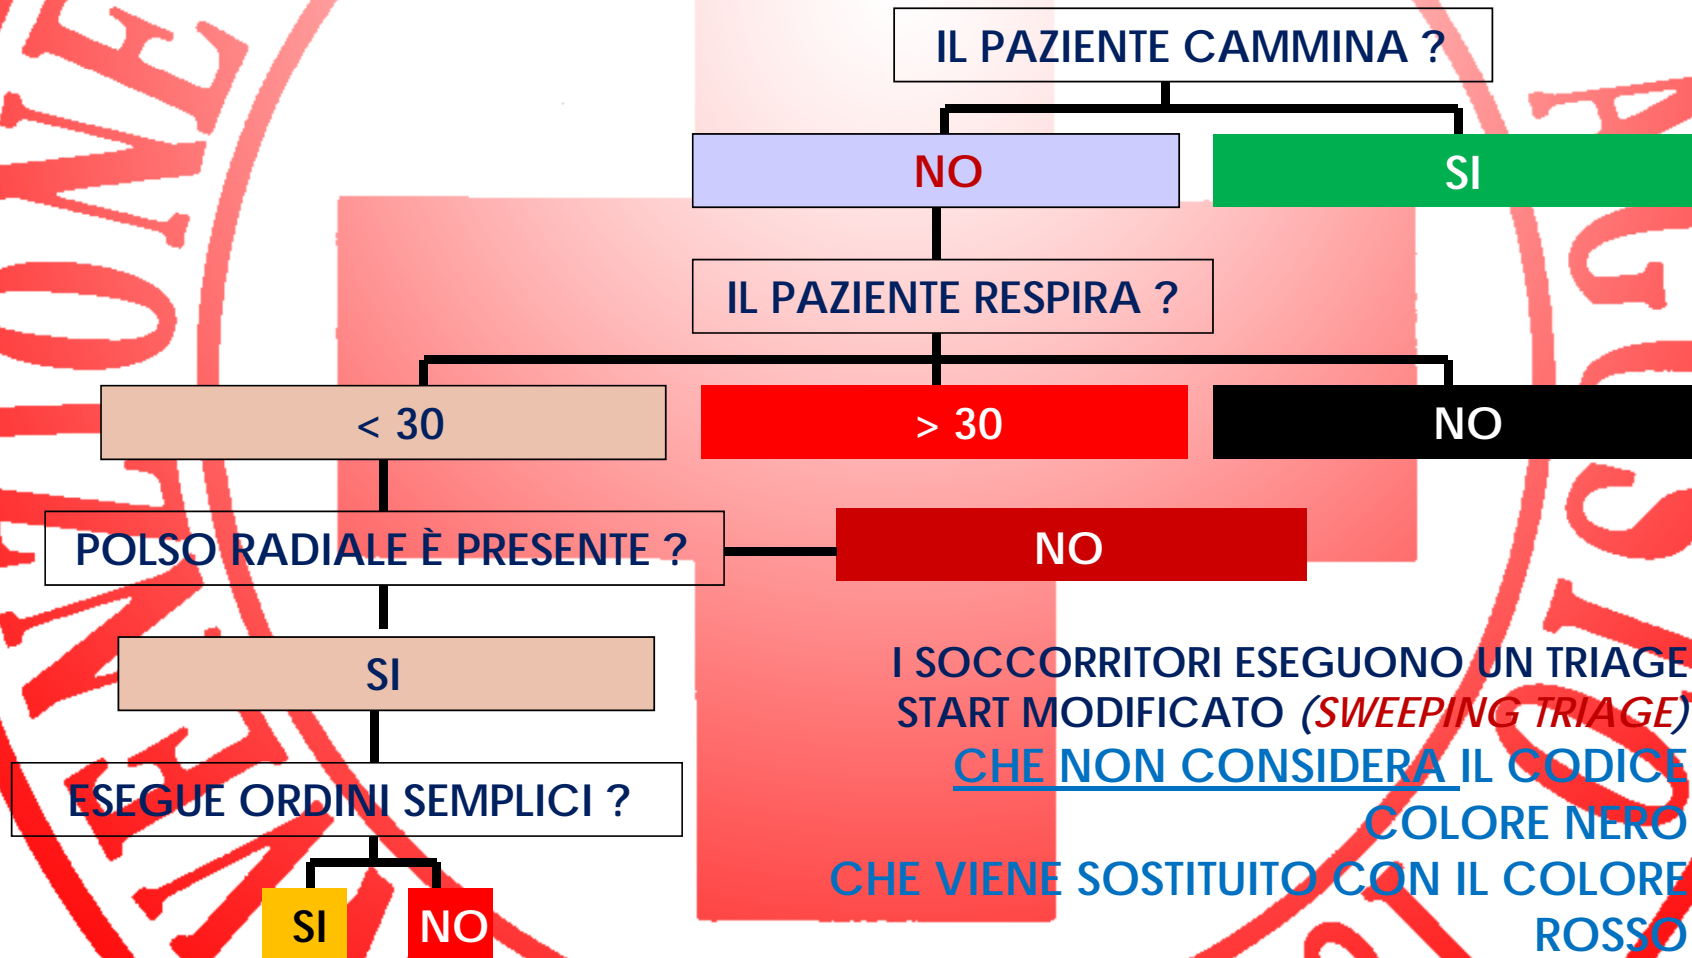 IL PAZIENTE CAMMINA ?
NO
SI
IL PAZIENTE RESPIRA ?
< 30
> 30
NO
POLSO RADIALE È PRESENTE ?
NO
SI
ESEGUE ORDINI SEMPLICI ?
SI
NO
I SOCCORRITORI ESEGUONO UN TRIAGE
START MODIFICATO (SWEEPING TRIAGE)
CHE NON CONSIDERA IL CODICE
COLORE NERO
CHE VIENE SOSTITUITO CON IL COLORE
ROSSO